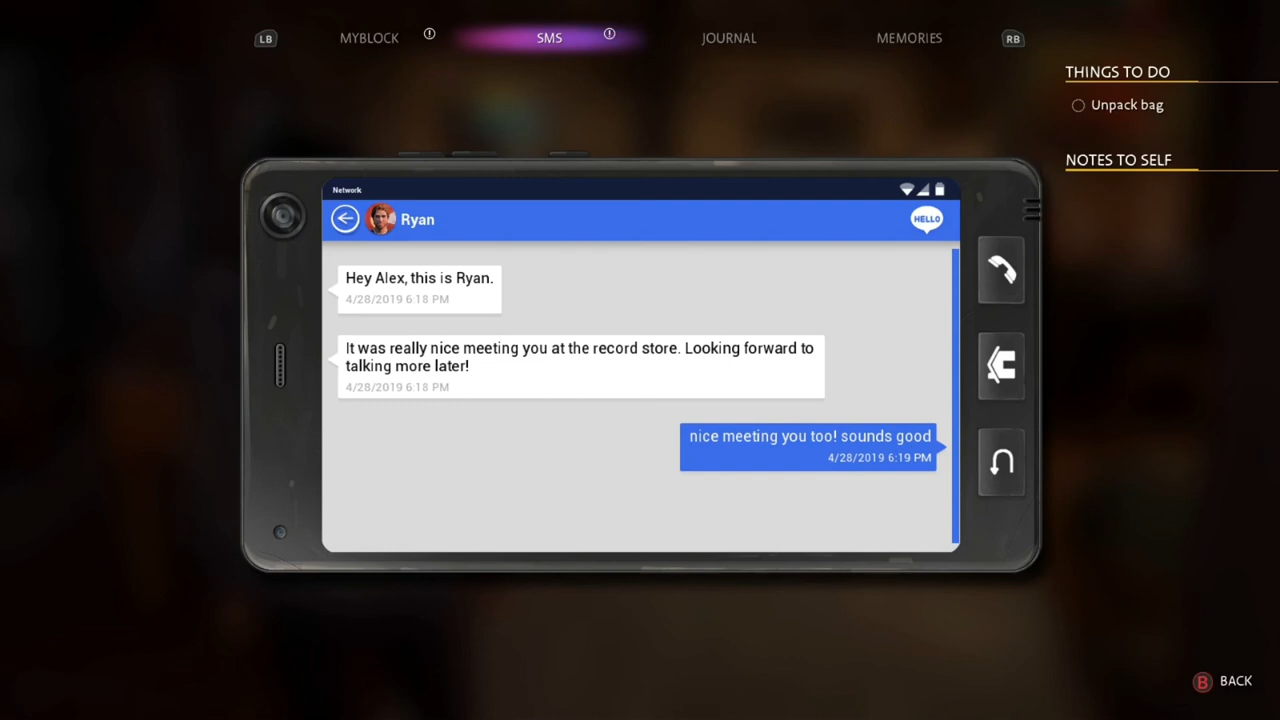 LB
MYBLOCK
SMS
JOURNAL
MEMORIES
RB
THINGS TO DO
Unpack bag
NOTES TO SELF
Network
Ryan
HELLO
Hey Alex, this is Ryan.
4/28/2019 6:18 PM
It was really nice meeting you at the record store. Looking forward to
talking more later!
4/28/2019 6:18 PM
nice meeting you too! sounds good
4/28/2019 6:19 PM
B BACK